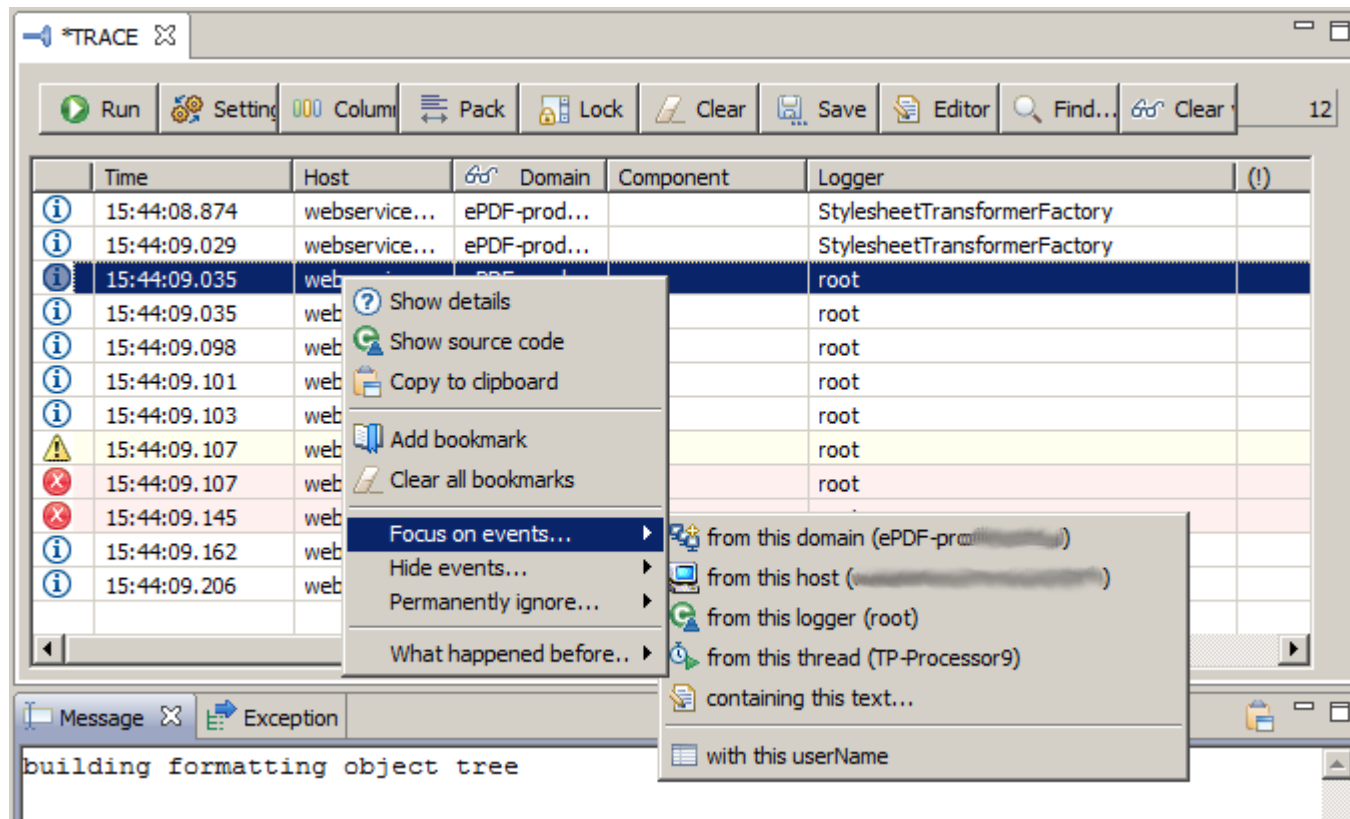 *TRACE
Run Setting Colum Pack Lock Clear Save Editor Find... Clear 12
Time Host Domain Component Logger (!)
15:44:08.874 webservice... ePDF-prod... StylesheetTransformerFactory
15:44:09.029 webservice... ePDF-prod... StylesheetTransformerFactory
15:44:09.035 root
15:44:09.035 web root
15:44:09.098 web root
15:44:09.101 web root
15:44:09.103 web root
15:44:09.107 web root
15:44:09.107 web root
15:44:09.145 web
15:44:09.162 web
15:44:09.206 web
Show details
Show source code
Copy to clipboard
Add bookmark
Clear all bookmarks
Focus on events...
Hide events...
Permanently ignore...
What happened before..
from this domain (ePDF-pr
from this host (
from this logger (root)
from this thread (TP-Processor9)
containing this text...
with this userName
Message Exception
building formatting object tree